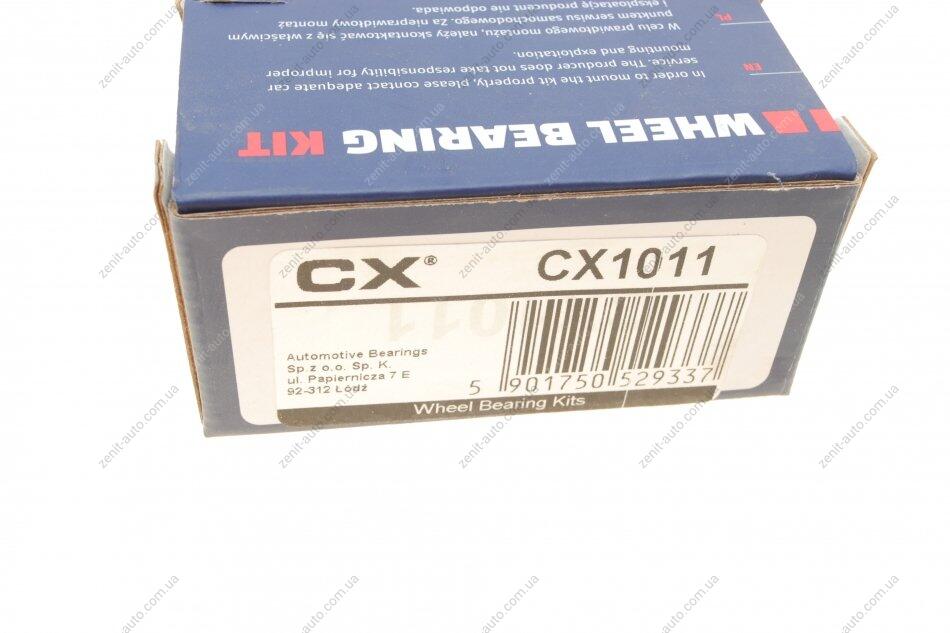 WHEEL BEARING KIT
EN
In order to mount the kit properly, please contact adequate car
service. The producer does not take responsibility for improper
mounting and exploitation.
PL
W celu prawidłowego montażu, należy skontaktować się z właściwym
punktem serwisu samochodowego. Za nieprawidłowy montaż
i eksploatację producent nie odpowiada.
CX® CX1011
Automotive Bearings
Sp. z o.o. Sp. K.
ul. Papiernicza 7 E
92-312 Łódź
5 901750 529337
Wheel Bearing Kits
zenit-auto.com.ua